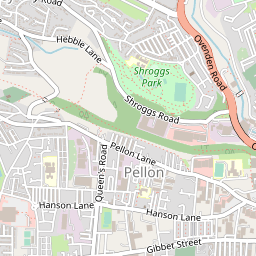 Road
Hebble Lane
Ovenden Road
Shroggs
Park
Shroggs Road
Pellon Lane
Queen's Road
Pellon
Hanson Lane
Hanson Lane
Gibbet Street